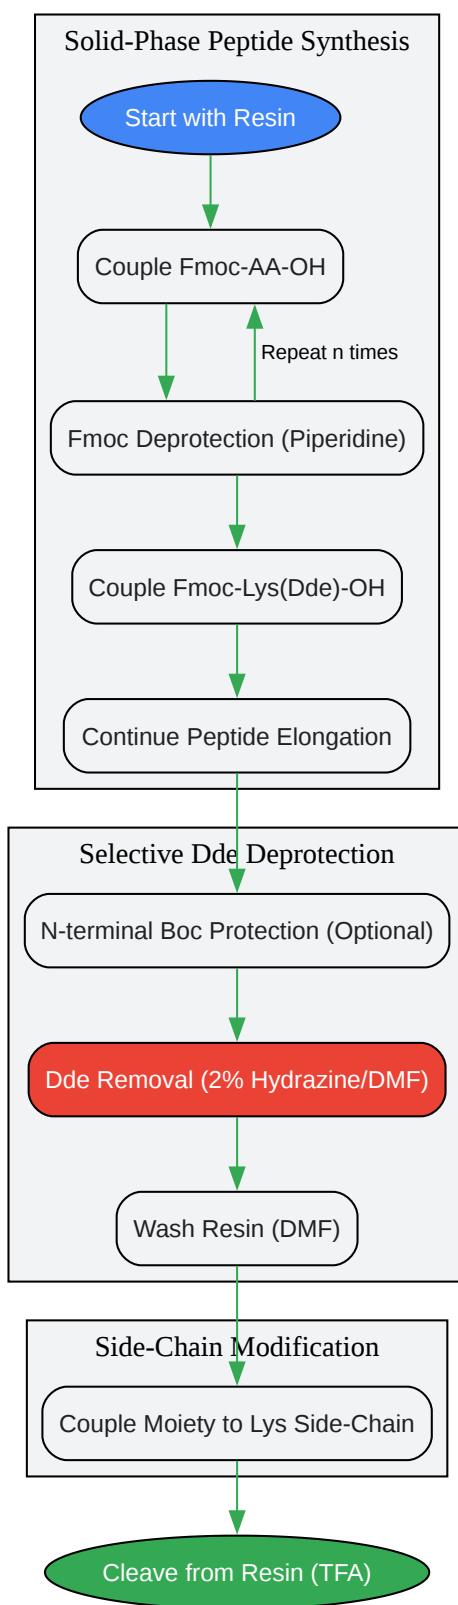 Solid-Phase Peptide Synthesis
Start with Resin
Couple Fmoc-AA-OH
Repeat n times
Fmoc Deprotection (Piperidine)
Couple Fmoc-Lys(Dde)-OH
Continue Peptide Elongation
Selective Dde Deprotection
N-terminal Boc Protection (Optional)
Dde Removal (2% Hydrazine/DMF)
Wash Resin (DMF)
Side-Chain Modification
Couple Moiety to Lys Side-Chain
Cleave from Resin (TFA)